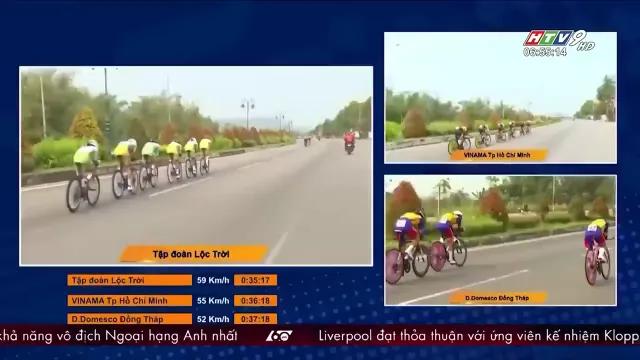 HTV9 HD
06:55:14
VINAMA Tp Hồ Chí Minh
Tập đoàn Lộc Trời
D.Domesco Đồng Tháp
Tập đoàn Lộc Trời 59 Km/h 0:35:17
VINAMA Tp Hồ Chí Minh 55 Km/h 0:36:18
D.Domesco Đồng Tháp 52 Km/h 0:37:18
khả năng vô địch Ngoại hạng Anh nhất Liverpool đạt thỏa thuận với ứng viên kế nhiệm Klopp